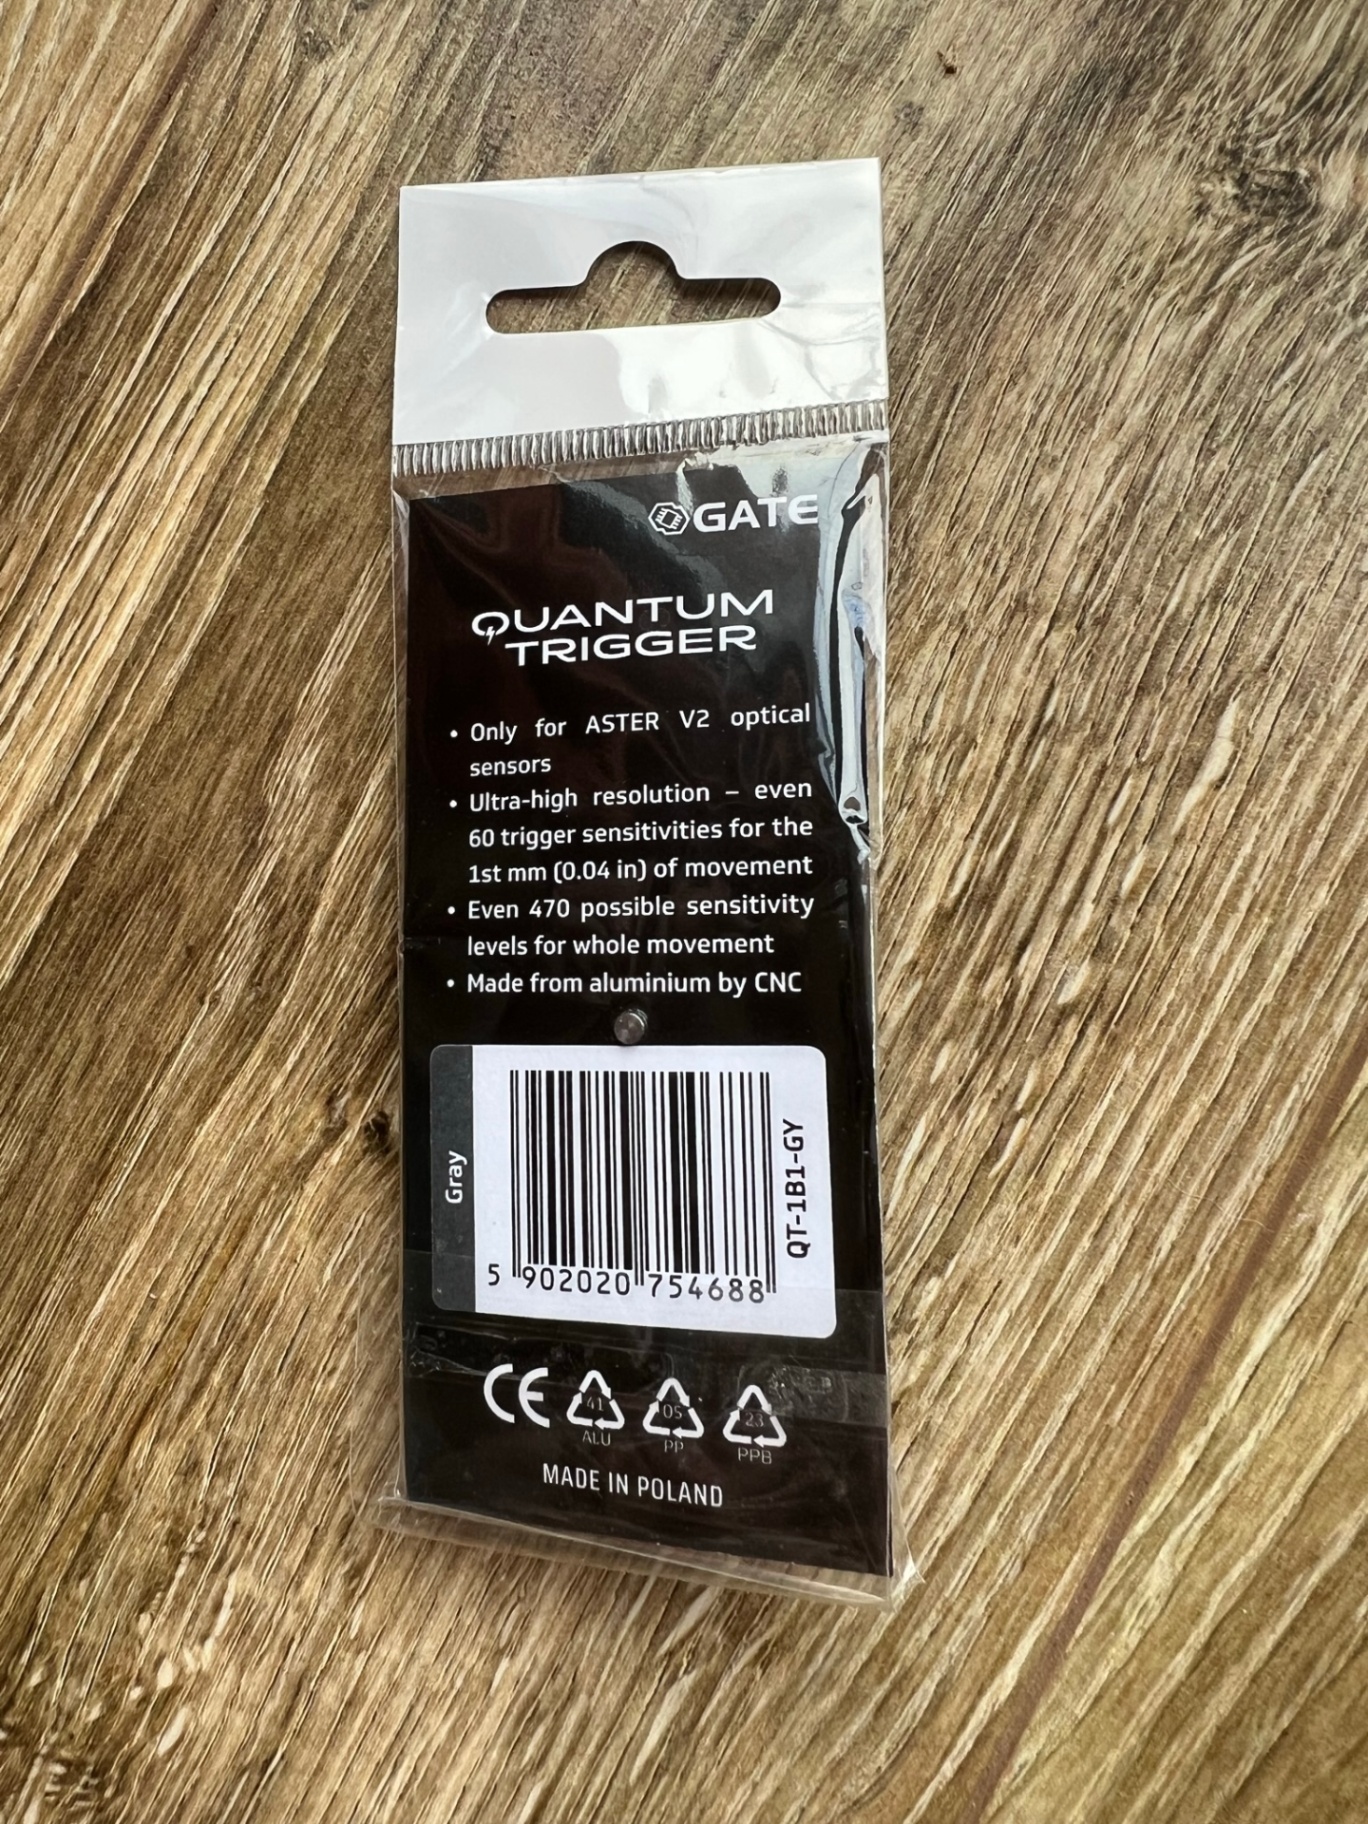 GATE
QUANTUM
TRIGGER
• Only for ASTER V2 optical
sensors
• Ultra-high resolution – even
60 trigger sensitivities for the
1st mm (0.04 in) of movement
• Even 470 possible sensitivity
levels for whole movement
• Made from aluminium by CNC
Gray
QT-1B1-GY
5 902020 754688
CE
41
ALU
05
PP
23
PPB
MADE IN POLAND